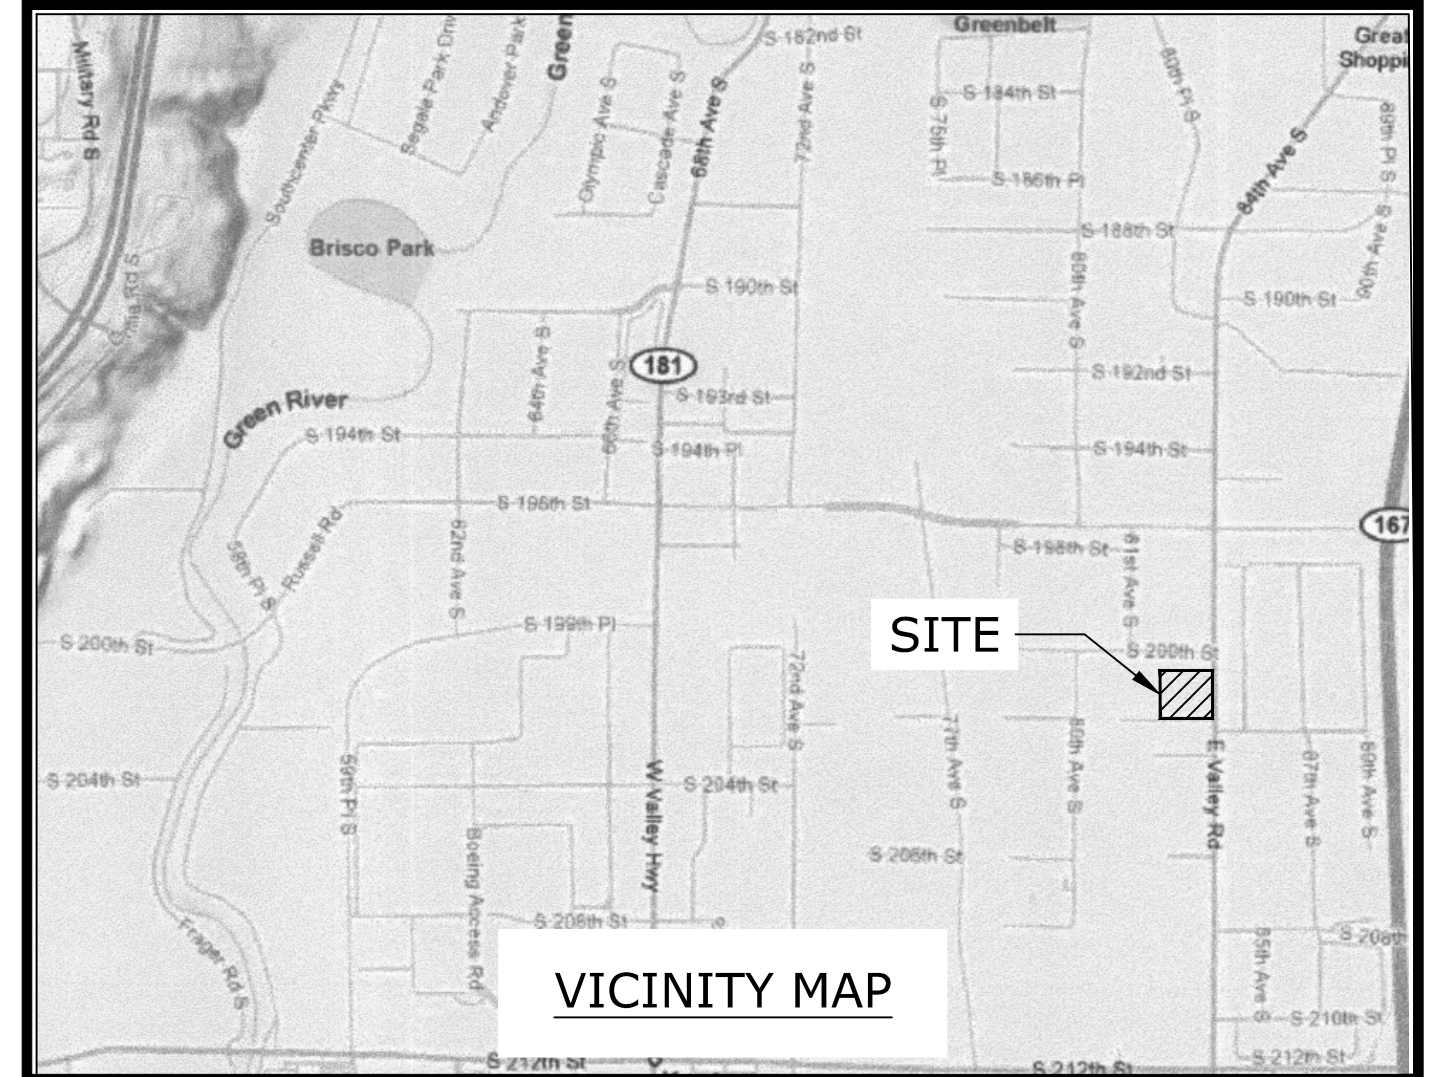 Greenbelt
Green
S 182nd St
Great
Shoppi
Military Rd S
Segale Park Driv
Andover Park
Southcenter Pkwy
Olympic Ave S
Cascade Ave S
68th Ave S
72nd Ave S
S 75th Pl
S 184th St
80th Pl S
84th Ave S
89th Pl S
S 186th Pl
S 188th St
90th Ave S
Brisco Park
S 190th St
80th Ave S
S 190th St
64th Ave S
66th Ave S
181
S 192nd St
S 193rd St
Green River
S 194th St
S 194th Pl
S 194th St
S 196th St
167
Russell Rd
58th Pl S
62nd Ave S
S 198th St
81st Ave S
S 199th Pl
SITE
S 200th St
S 200th St
72nd Ave S
77th Ave S
80th Ave S
E Valley Rd
87th Ave S
89th Ave S
S 204th St
59th Pl S
W Valley Hwy
S 204th St
Boeing Access Rd
S 206th St
S 208th St
Frager Rd S
85th Ave S
S 208th
VICINITY MAP
S 210th St
S 212th St
S 212th St
S 212th St